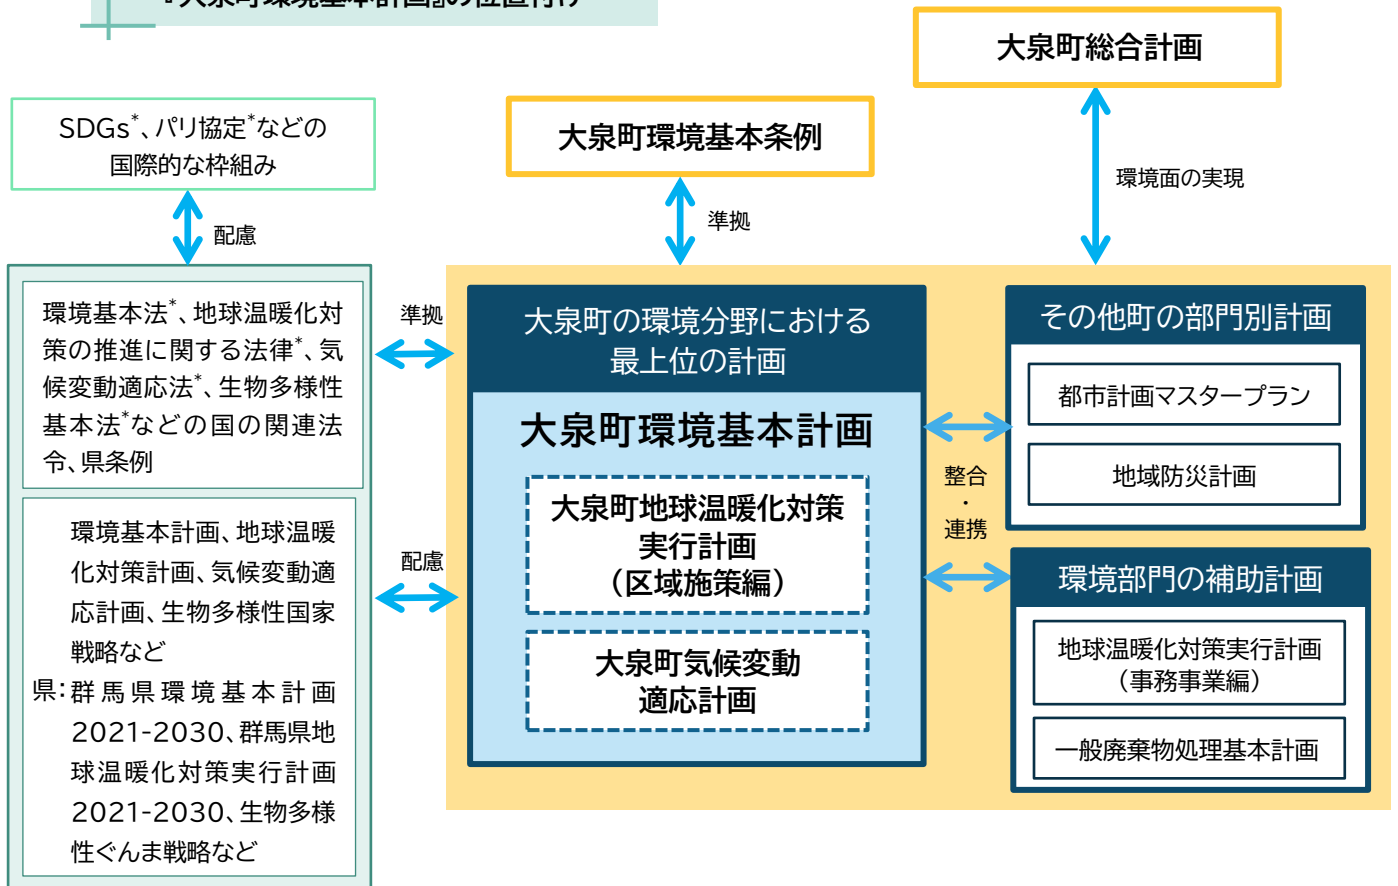 『大泉町環境基本計画』の位置付け
大泉町総合計画
SDGs*、パリ協定*などの
国際的な枠組み
大泉町環境基本条例
環境面の実現
配慮
準拠
環境基本法*、地球温暖化対
策の推進に関する法律*、気
候変動適応法*、生物多様性
基本法*などの国の関連法
令、県条例
準拠
環境基本計画、地球温暖
化対策計画、気候変動適
応計画、生物多様性国家
戦略など
県：群馬県環境基本計画
2021-2030、群馬県地
球温暖化対策実行計画
2021-2030、生物多様
性ぐんま戦略など
配慮
大泉町の環境分野における
最上位の計画
大泉町環境基本計画
大泉町地球温暖化対策
実行計画
（区域施策編）
大泉町気候変動
適応計画
整合
・
連携
その他町の部門別計画
都市計画マスタープラン
地域防災計画
環境部門の補助計画
地球温暖化対策実行計画
（事務事業編）
一般廃棄物処理基本計画